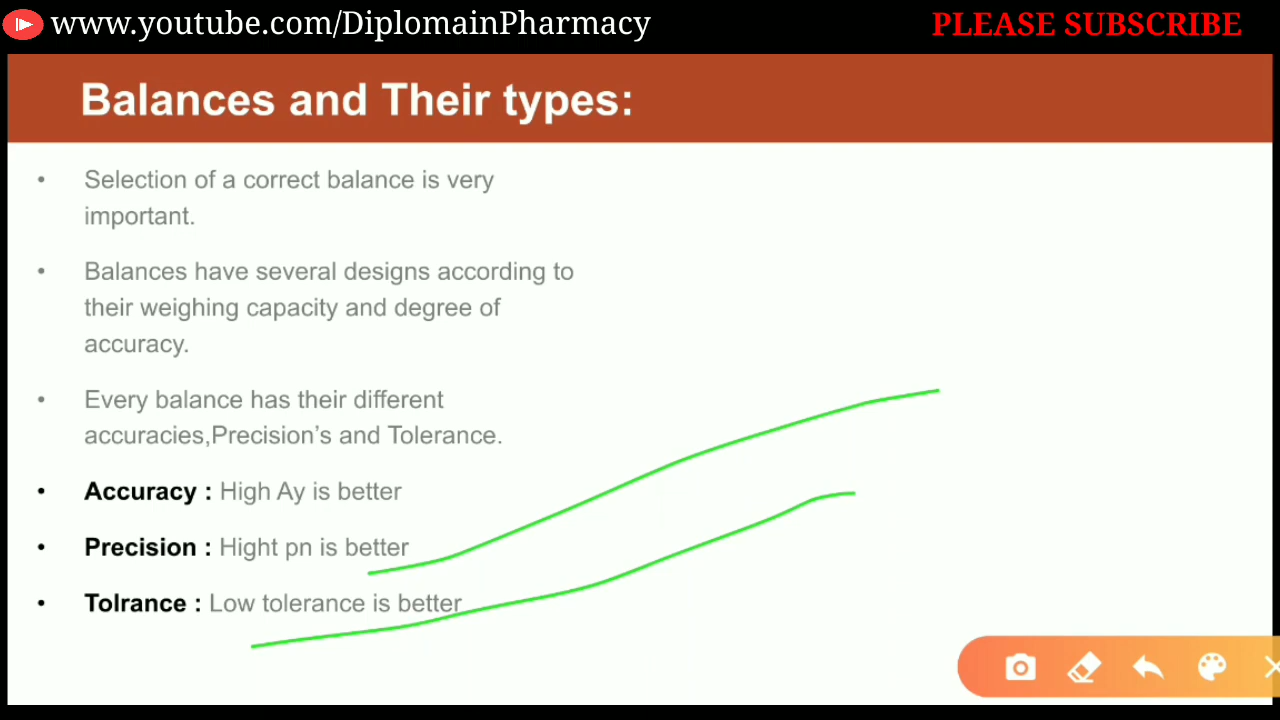 www.youtube.com/DiplomainPharmacy
PLEASE SUBSCRIBE
Balances and Their types:
• Selection of a correct balance is very
important.
• Balances have several designs according to
their weighing capacity and degree of
accuracy.
• Every balance has their different
accuracies,Precision’s and Tolerance.
• Accuracy : High Ay is better
• Precision : Hight pn is better
• Tolrance : Low tolerance is better